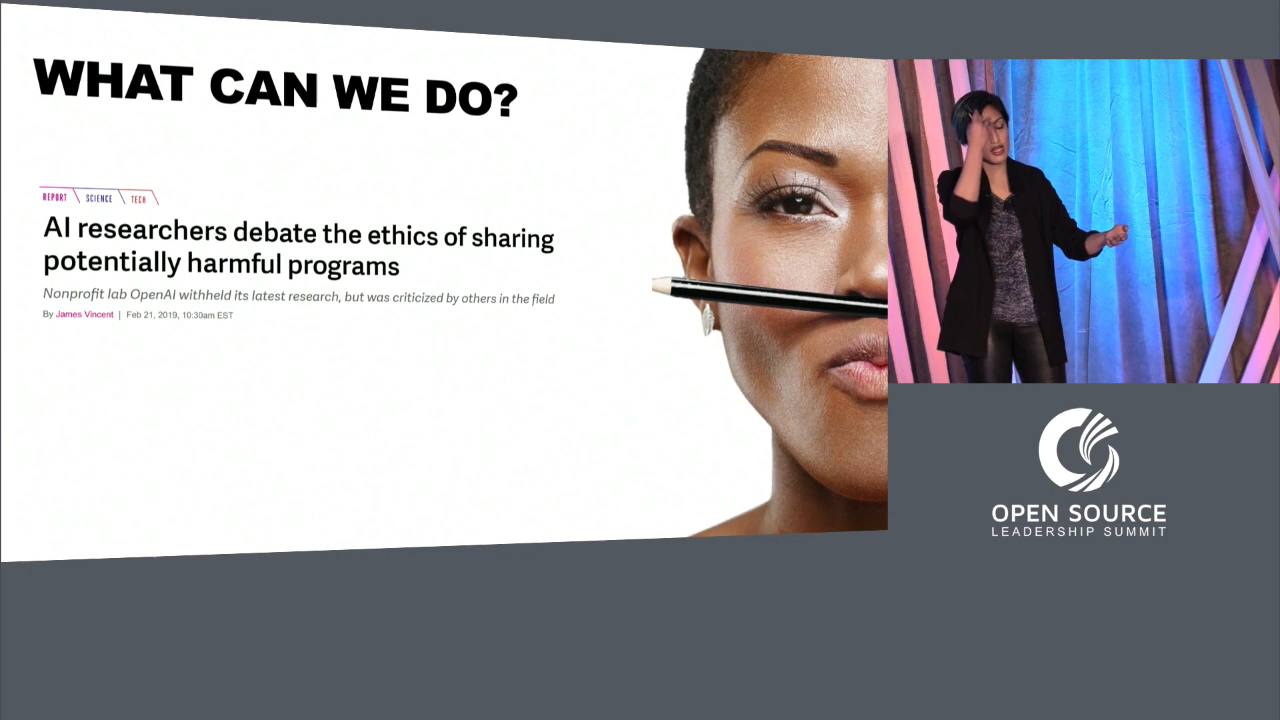 WHAT CAN WE DO?
REPORT SCIENCE TECH
AI researchers debate the ethics of sharing
potentially harmful programs
Nonprofit lab OpenAI withheld its latest research, but was criticized by others in the field
By James Vincent | Feb 21, 2019, 10:30am EST
OPEN SOURCE
LEADERSHIP SUMMIT